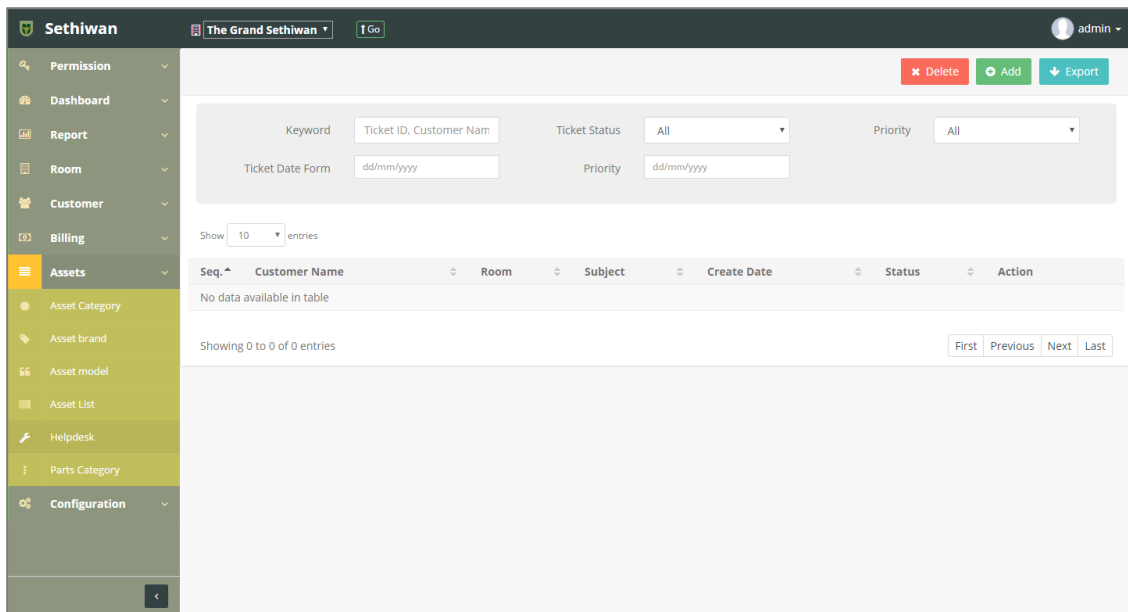 Sethiwan
The Grand Sethiwan
Go
admin
Permission
Dashboard
Report
Room
Customer
Billing
Assets
Asset Category
Asset brand
Asset model
Asset List
Helpdesk
Parts Category
Configuration
Delete Add Export
Keyword Ticket ID, Customer Nam Ticket Status All Priority All
Ticket Date Form dd/mm/yyyy Priority dd/mm/yyyy
Show 10 entries
Seq. Customer Name Room Subject Create Date Status Action
No data available in table
Showing 0 to 0 of 0 entries
First Previous Next Last